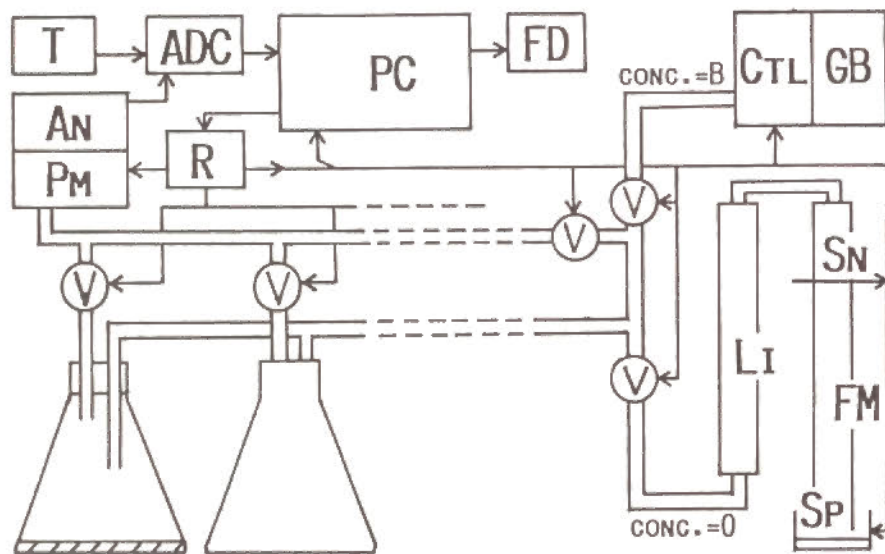 T
ADC
PC
FD
CONC.=B
CTL
GB
AN
PM
R
V
V
V
V
V
SN
LI
FM
SP
CONC.=0